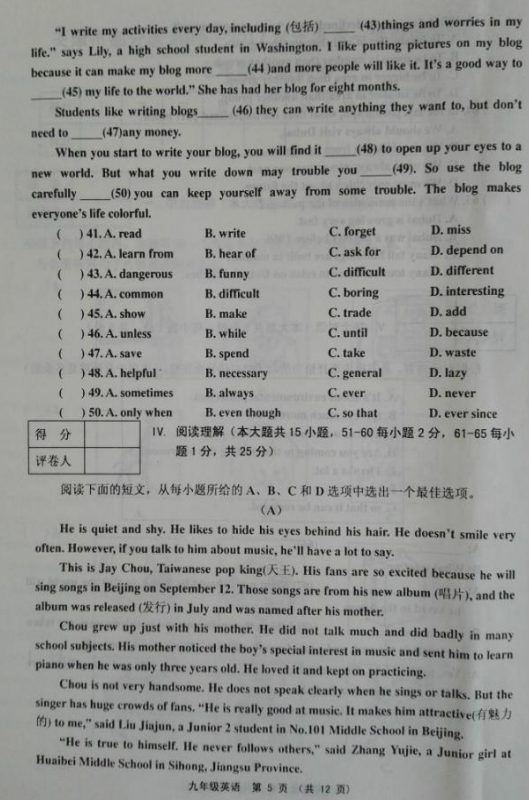 "I write my activities every day, including (包括) _____ (43)things and worries in my
life." says Lily, a high school student in Washington. I like putting pictures on my blog
because it can make my blog more _____(44 )and more people will like it. It's a good way to
_____(45) my life to the world." She has had her blog for eight months.
Students like writing blogs_____ (46) they can write anything they want to, but don't
need to _____(47)any money.
When you start to write your blog, you will find it _____(48) to open up your eyes to a
new world. But what you write down may trouble you _____(49). So use the blog
carefully _____(50) you can keep yourself away from some trouble. The blog makes
everyone's life colorful.
( ) 41. A. read B. write C. forget D. miss
( ) 42. A. learn from B. hear of C. ask for D. depend on
( ) 43. A. dangerous B. funny C. difficult D. different
( ) 44. A. common B. difficult C. boring D. interesting
( ) 45. A. show B. make C. trade D. add
( ) 46. A. unless B. while C. until D. because
( ) 47. A. save B. spend C. take D. waste
( ) 48. A. helpful B. necessary C. general D. lazy
( ) 49. A. sometimes B. always C. ever D. never
( ) 50. A. only when B. even though C. so that D. ever since
得 分
评卷人
IV. 阅读理解（本大题共 15 小题，51-60 每小题 2 分，61-65 每小
题 1 分，共 25 分）
阅读下面的短文，从每小题所给的 A、B、C 和 D 选项中选出一个最佳选项。
（A）
He is quiet and shy. He likes to hide his eyes behind his hair. He doesn't smile very
often. However, if you talk to him about music, he'll have a lot to say.
This is Jay Chou, Taiwanese pop king(天王). His fans are so excited because he will
sing songs in Beijing on September 12. Those songs are from his new album (唱片), and the
album was released (发行) in July and was named after his mother.
Chou grew up just with his mother. He did not talk much and did badly in many
school subjects. His mother noticed the boy's special interest in music and sent him to learn
piano when he was only three years old. He loved it and kept on practicing.
Chou is not very handsome. He does not speak clearly when he sings or talks. But the
singer has huge crowds of fans. "He is really good at music. It makes him attractive(有魅力
的) to me," said Liu Jiajun, a Junior 2 student in No.101 Middle School in Beijing.
"He is true to himself. He never follows others," said Zhang Yujie, a Junior girl at
Huaibei Middle School in Sihong, Jiangsu Province.
九年级英语 第 5 页 （共 12 页）